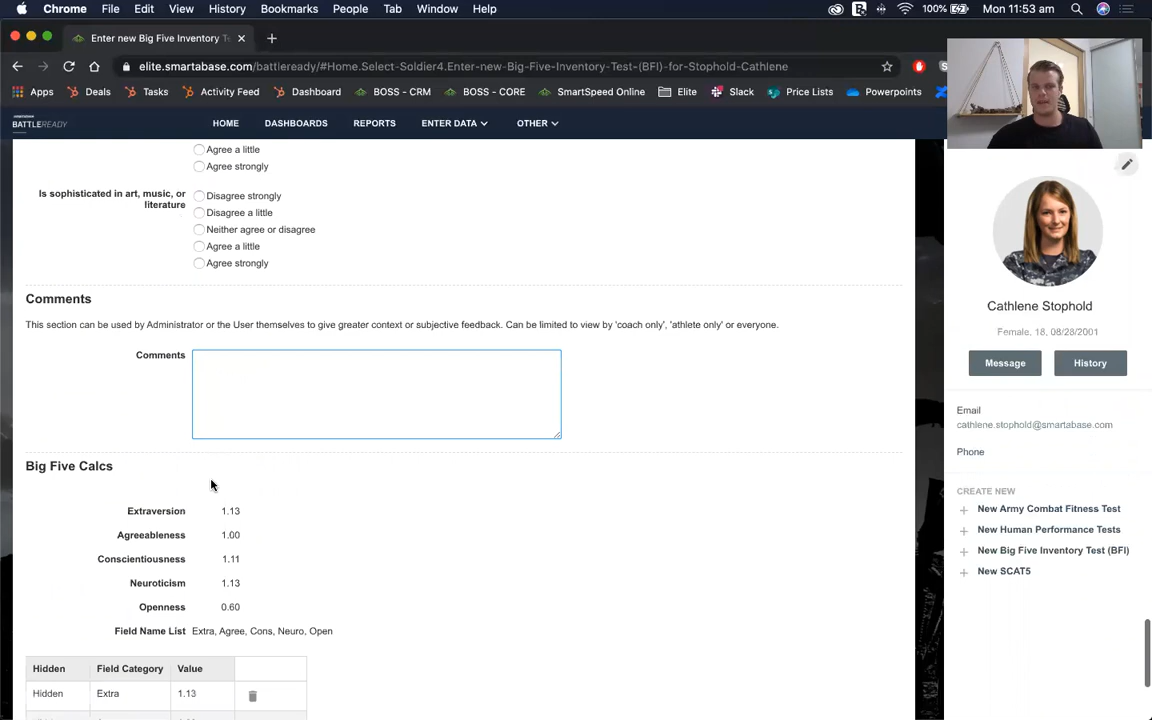 Chrome File Edit View History Bookmarks People Tab Window Help 100% Mon 11:53 am
Enter new Big Five Inventory Te
elite.smartabase.com/battleready/#Home.Select-Soldier4.Enter-new-Big-Five-Inventory-Test-(BFI)-for-Stophold-Cathlene
Apps Deals Tasks Activity Feed Dashboard BOSS - CRM BOSS - CORE SmartSpeed Online Elite Slack Price Lists Powerpoints
BATTLEREADY HOME DASHBOARDS REPORTS ENTER DATA OTHER
Agree a little
Agree strongly
Is sophisticated in art, music, or
literature
Disagree strongly
Disagree a little
Neither agree or disagree
Agree a little
Agree strongly
Comments
This section can be used by Administrator or the User themselves to give greater context or subjective feedback. Can be limited to view by 'coach only', 'athlete only' or everyone.
Comments
Big Five Calcs
Extraversion 1.13
Agreeableness 1.00
Conscientiousness 1.11
Neuroticism 1.13
Openness 0.60
Field Name List Extra, Agree, Cons, Neuro, Open
Hidden Field Category Value
Hidden Extra 1.13
Cathlene Stophold
Female, 18, 08/28/2001
Message History
Email
cathlene.stophold@smartabase.com
Phone
CREATE NEW
New Army Combat Fitness Test
New Human Performance Tests
New Big Five Inventory Test (BFI)
New SCAT5